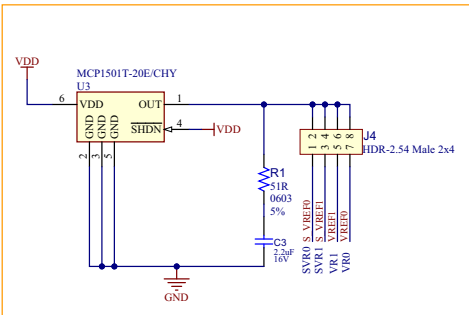 VDD
MCP1501T-20E/CHY
U3
6 VDD OUT 1
SHDN 4 VDD
GND GND GND
2 3 5
R1
51R
0603
5%
C3
2.2uF
16V
GND
2 4 6 8
1 3 5 7
J4
HDR-2.54 Male 2x4
SVR0 S_VREF0
SVR1 S_VREF1
VR1 VREF1
VR0 VREF0